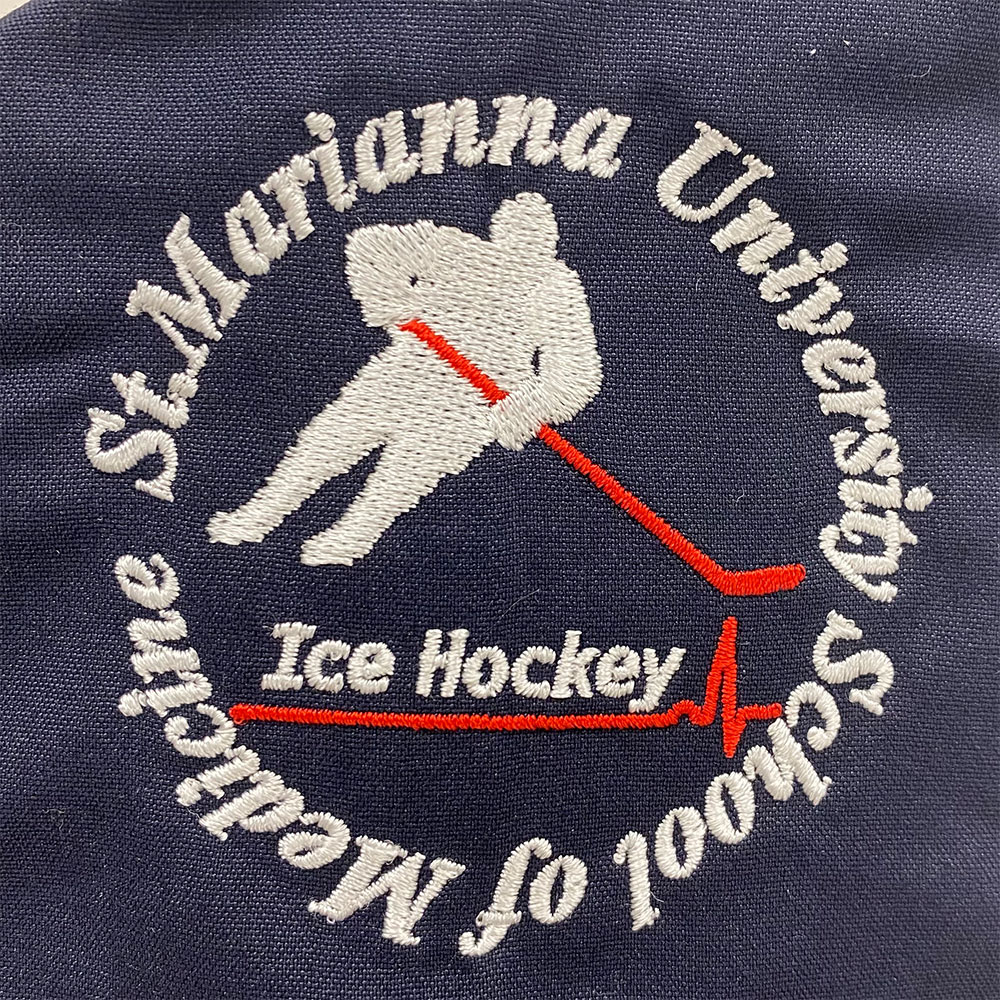 St.Marianna University School of Medicine
Ice Hockey